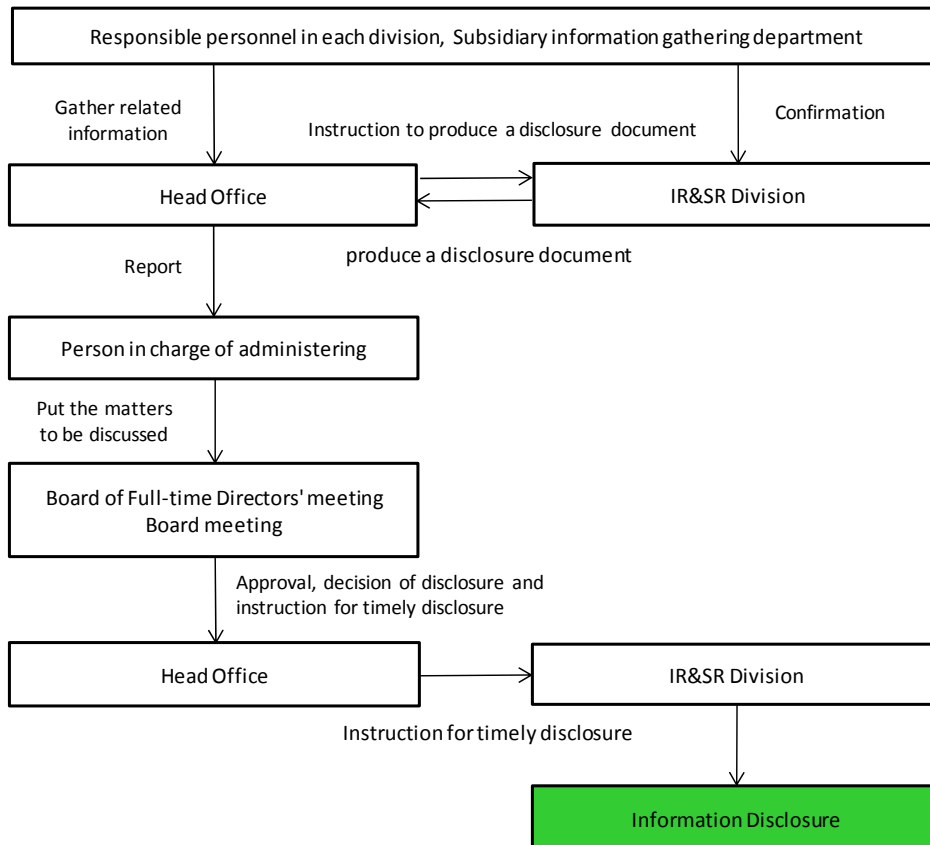 Responsible personnel in each division, Subsidiary information gathering department
Gather related
information
Confirmation
Instruction to produce a disclosure document
Head Office
IR&SR Division
produce a disclosure document
Report
Person in charge of administering
Put the matters
to be discussed
Board of Full-time Directors' meeting
Board meeting
Approval, decision of disclosure and
instruction for timely disclosure
Head Office
IR&SR Division
Instruction for timely disclosure
Information Disclosure